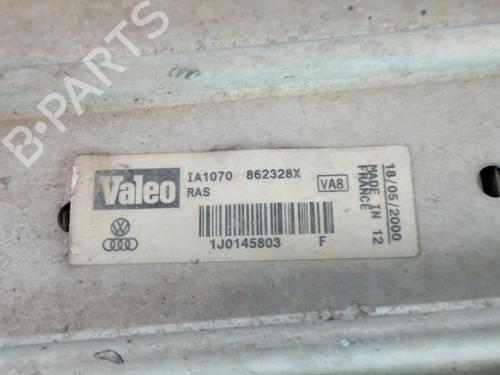 B-PARTS
Valeo
IA1070 862328X
RAS
VA8
1J0145803 F
MADE IN 12
FRANCE
18/05/2000